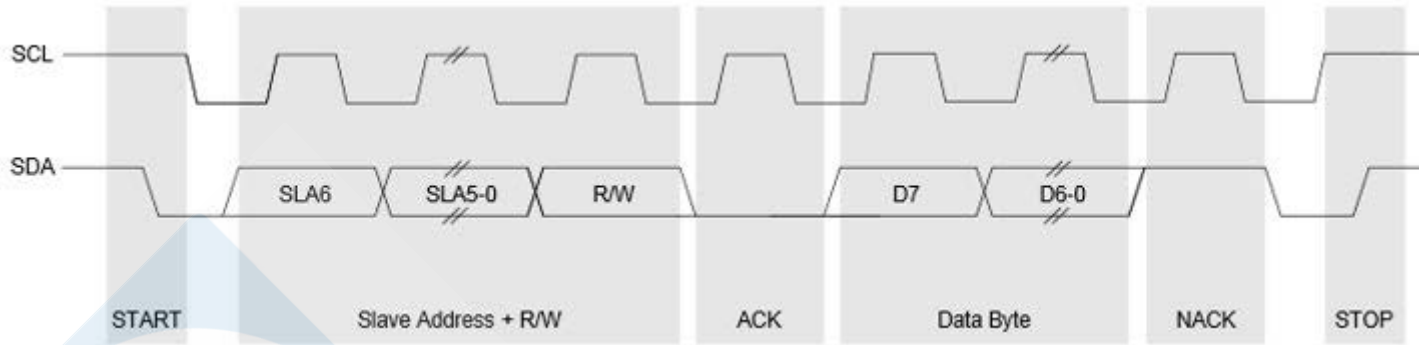 SCL
SDA
SLA6 SLA5-0 R/W D7 D6-0
START Slave Address + R/W ACK Data Byte NACK STOP